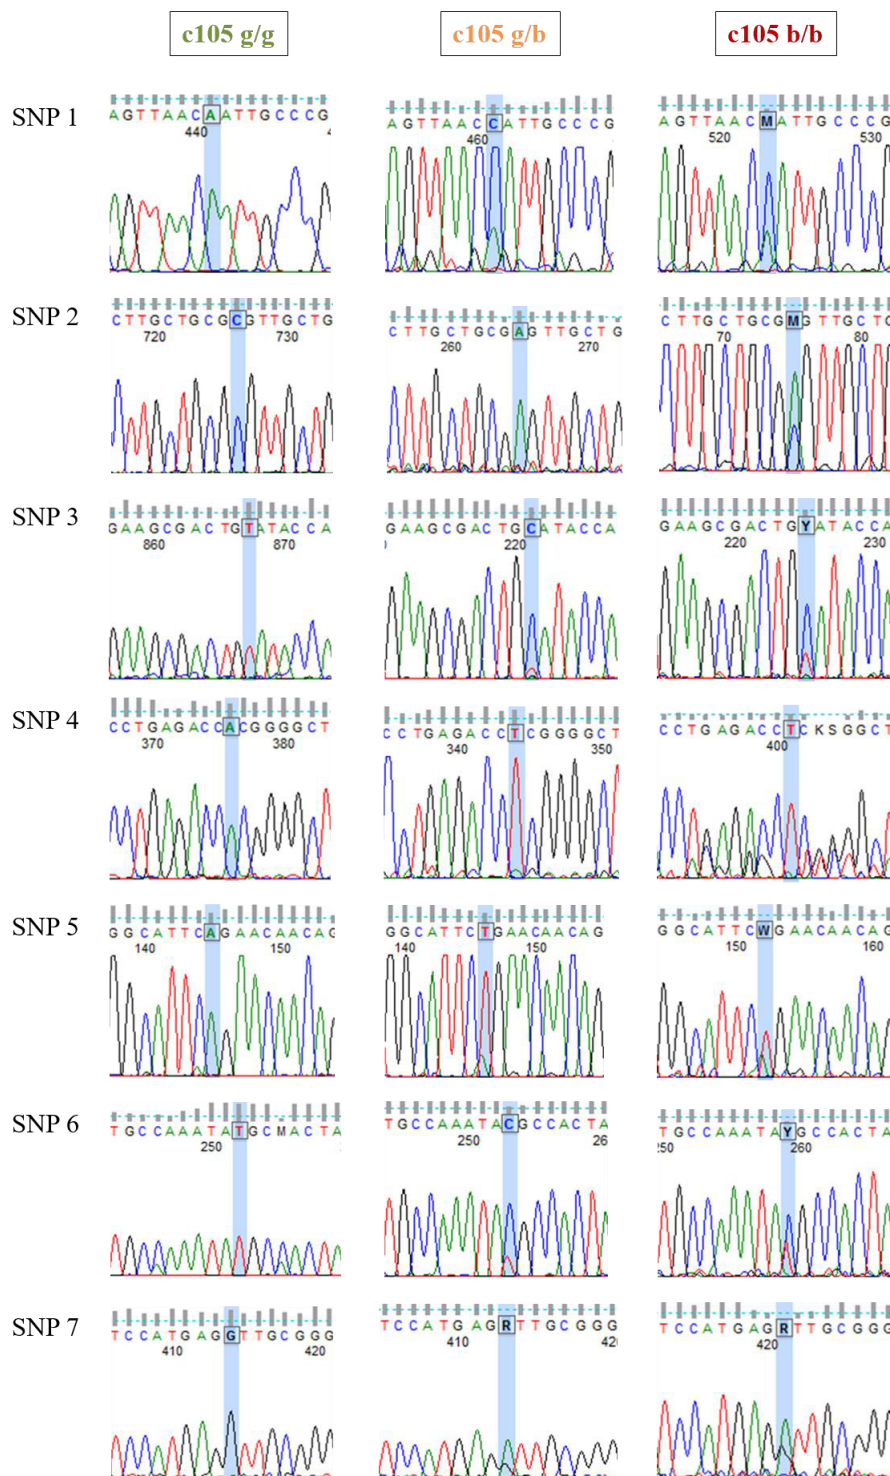 c105 g/g c105 g/b c105 b/b
SNP 1
AGTTAACAATTGCCCG AGTTAACCATTGCCCG AGTTAACMATTGCCCG
440 460 520 530
SNP 2
CTTGCTGCGCGTTGCTG CTTGCTGCGAGTTGCTG CTTGCTGCGMGTTGCTG
720 730 260 270 70 80
SNP 3
GAAGCGACTGTATACCA GAAGCGACTGCATACCA GAAGCGACTGYATACCA
860 870 220 220 230
SNP 4
CCTGAGACCACGGGGCT CCTGAGACCTCGGGGCT CCTGAGACCTCKSGGCT
370 380 340 350 400
SNP 5
GGCATTCAGAACAACAG GGCATTCTGAACAACAG GGCATTCWGAACAACAG
140 150 140 150 150 160
SNP 6
TGCCAAATATGCMACTA TGCCAAATACGCCACTA TGCCAAATAYGCCACTA
250 250 26 250 260
SNP 7
TCCATGAGGTTGCGGG TCCATGAGRTTGCGGG TCCATGAGRTTGCGGG
410 420 410 420 420